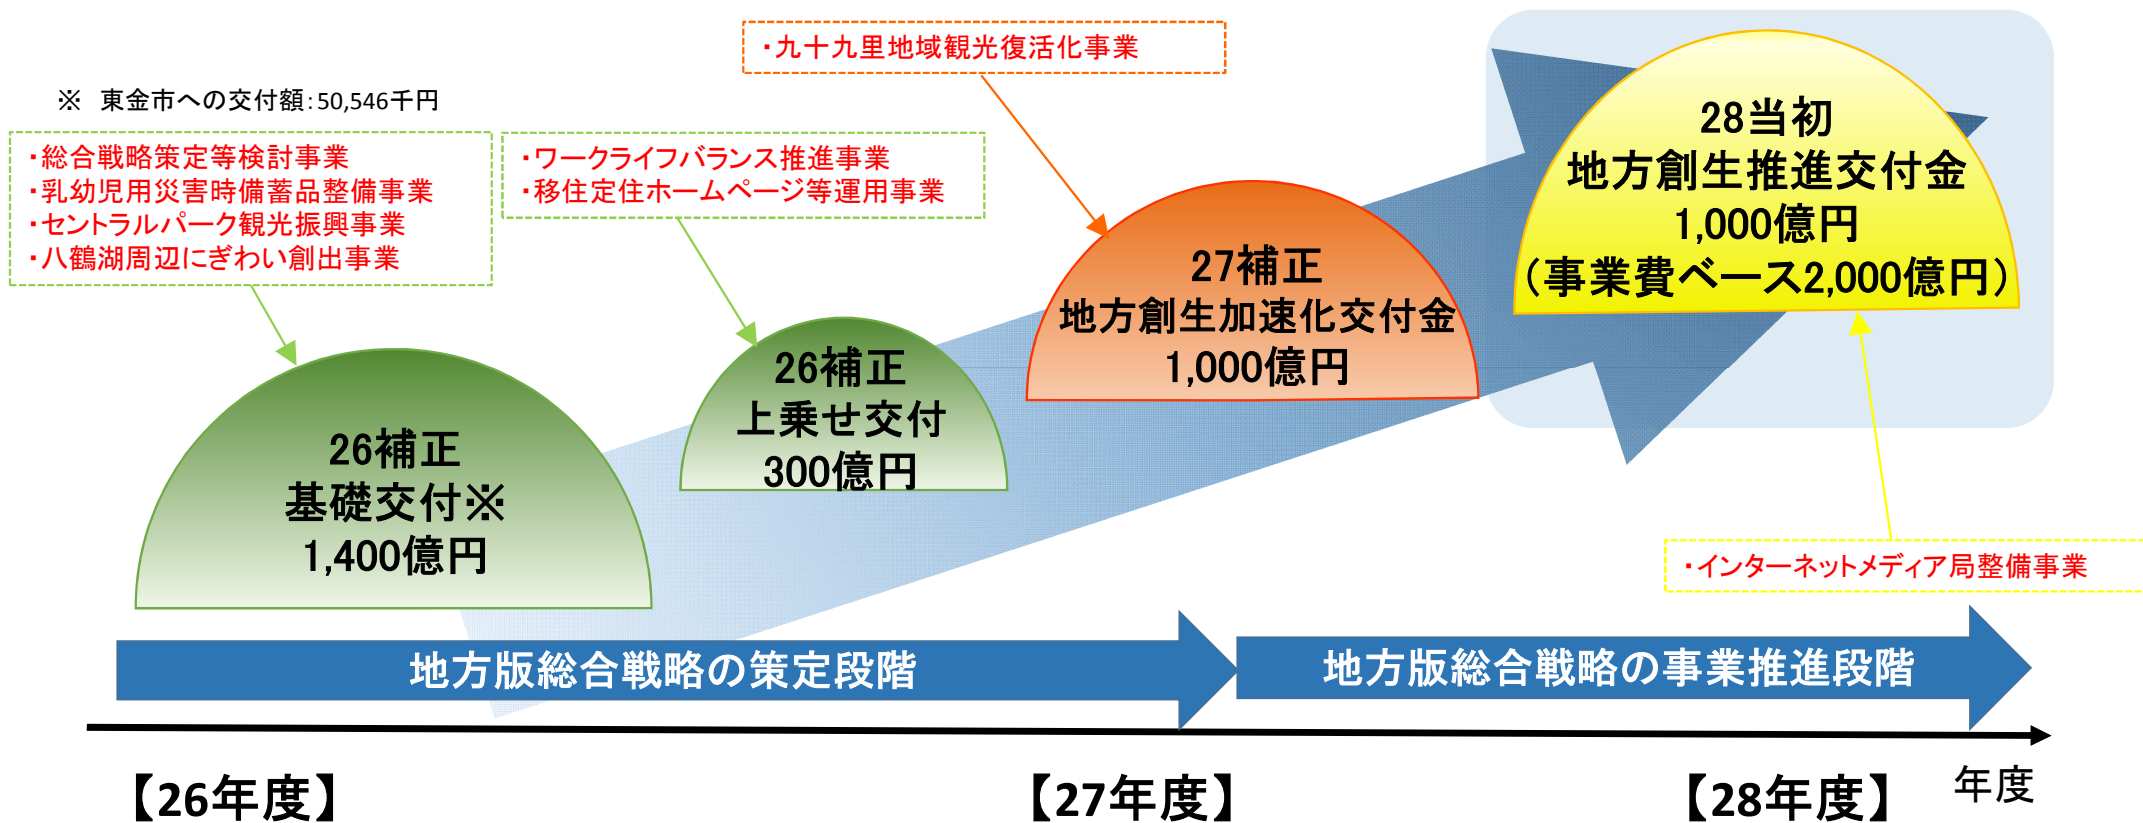 ・九十九里地域観光復活化事業
※　東金市への交付額：50,546千円
・総合戦略策定等検討事業
・乳幼児用災害時備蓄品整備事業
・セントラルパーク観光振興事業
・八鶴湖周辺にぎわい創出事業
・ワークライフバランス推進事業
・移住定住ホームページ等運用事業
28当初
地方創生推進交付金
1,000億円
（事業費ベース2,000億円）
27補正
地方創生加速化交付金
1,000億円
26補正
上乗せ交付
300億円
26補正
基礎交付※
1,400億円
・インターネットメディア局整備事業
地方版総合戦略の策定段階
地方版総合戦略の事業推進段階
【26年度】
【27年度】
【28年度】
年度